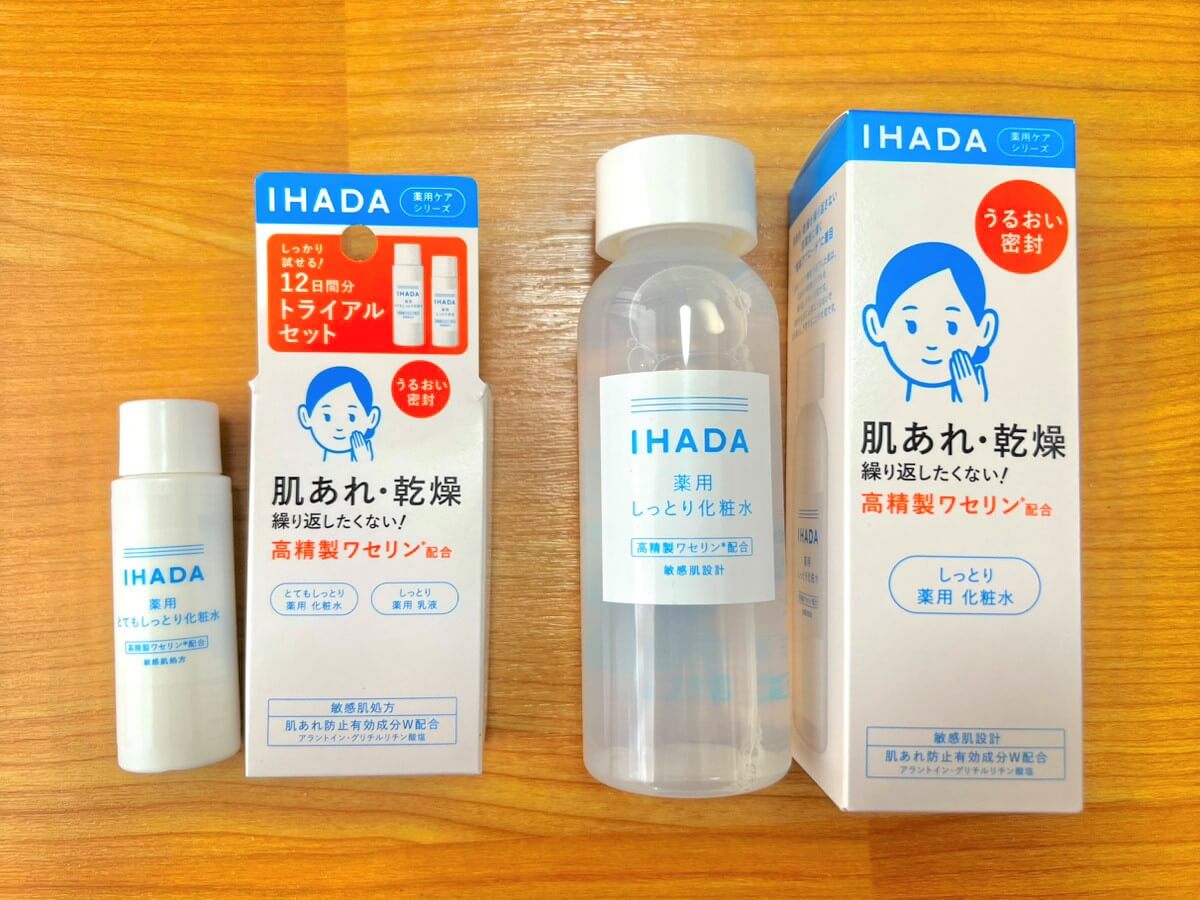 IHADA
薬用
とてもしっとり化粧水
高精製ワセリン*配合
敏感肌処方
IHADA
薬用ケア
シリーズ
しっかり
試せる!
12日間分
トライアル
セット
IHADA
IHADA
うるおい
密封
肌あれ・乾燥
繰り返したくない!
高精製ワセリン*配合
とてもしっとり
薬用 化粧水
しっとり
薬用 乳液
敏感肌処方
肌あれ防止有効成分W配合
アラントイン・グリチルリチン酸塩
IHADA
薬用
しっとり化粧水
高精製ワセリン*配合
敏感肌設計
IHADA
薬用
しっとり化粧水
IHADA
薬用ケア
シリーズ
うるおい
密封
肌あれ・乾燥
繰り返したくない!
高精製ワセリン*配合
しっとり
薬用 化粧水
敏感肌設計
肌あれ防止有効成分W配合
アラントイン・グリチルリチン酸塩